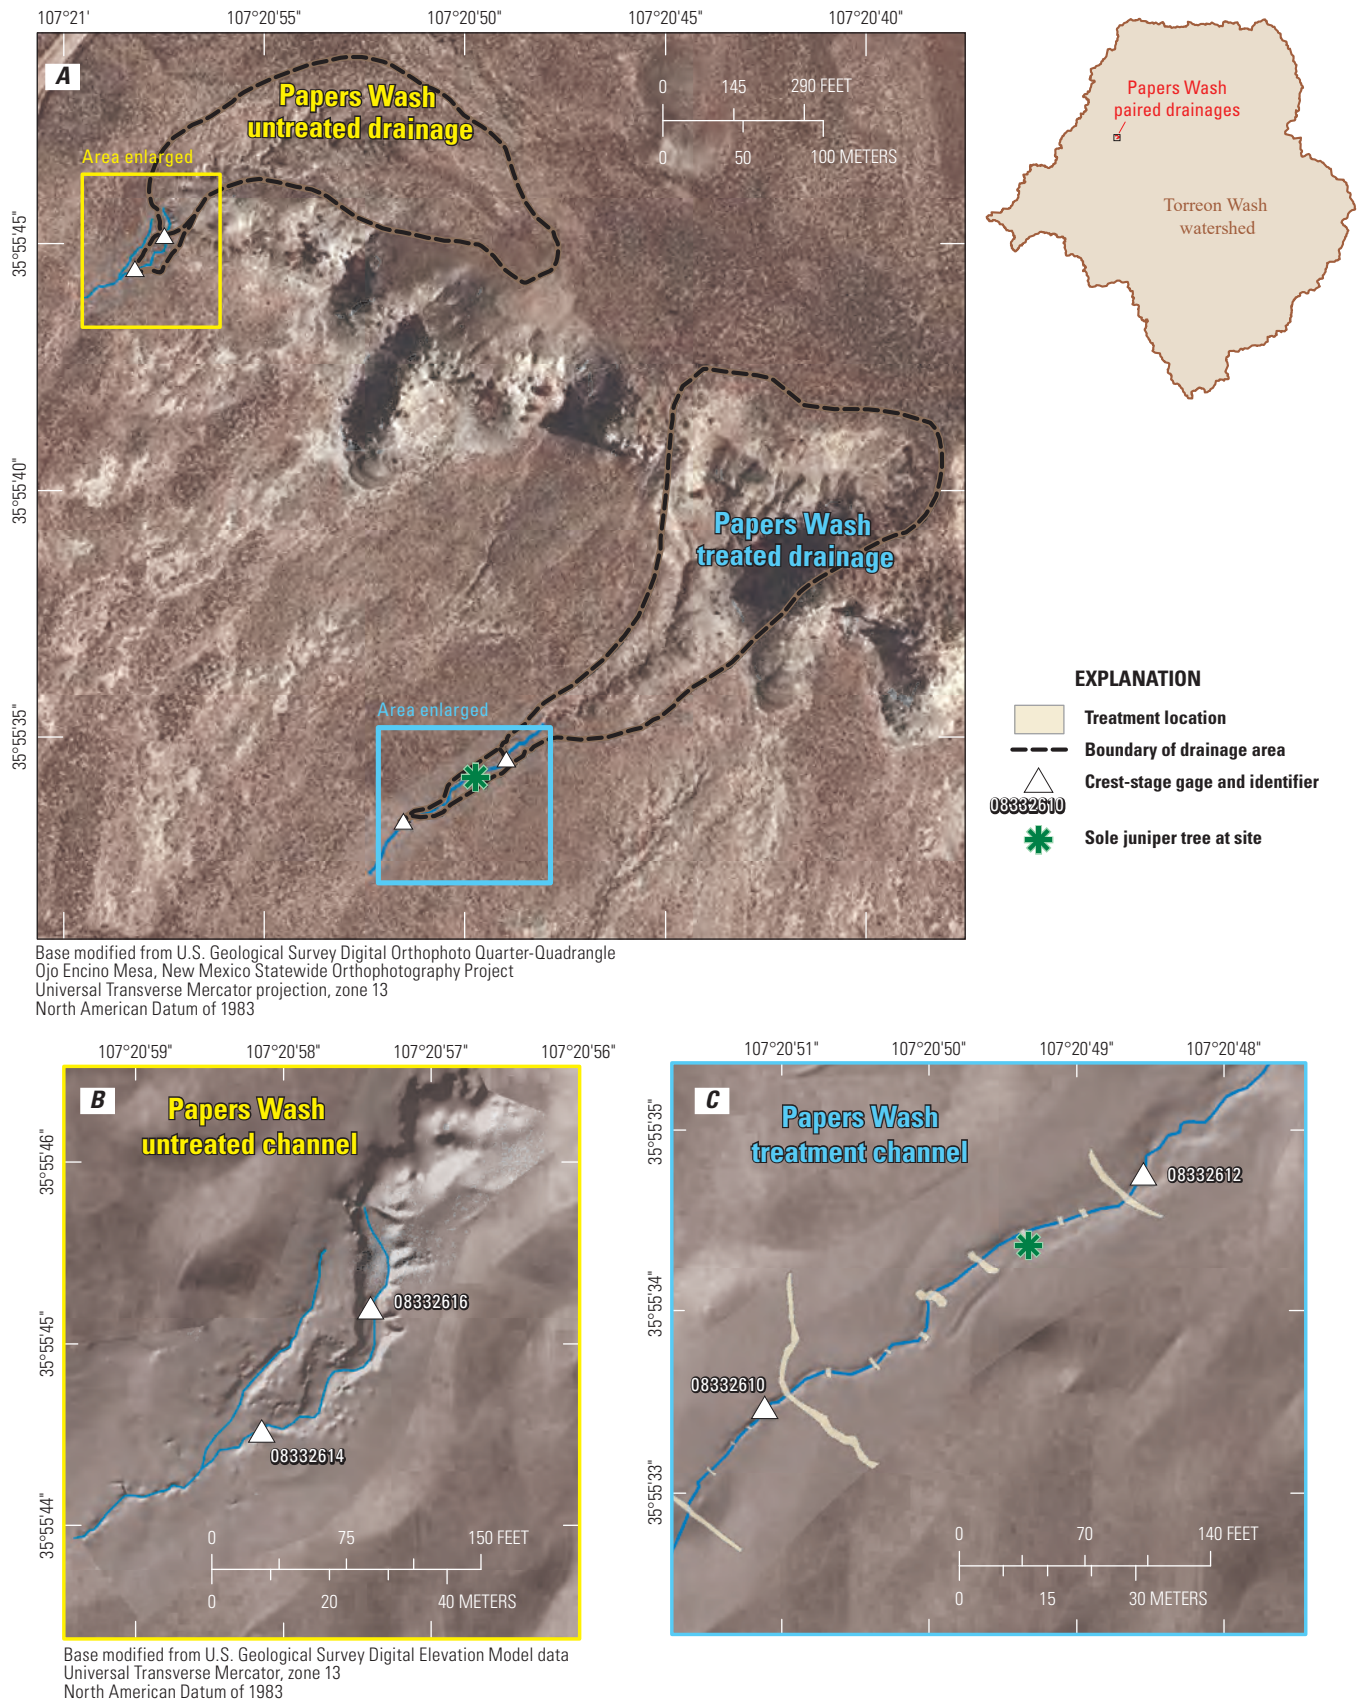 107°21'
107°20'55"
107°20'50"
107°20'45"
107°20'40"
A
Papers Wash
untreated drainage
0 145 290 FEET
0 50 100 METERS
Area enlarged
35°55'45"
35°55'40"
35°55'35"
Papers Wash
treated drainage
Area enlarged
Papers Wash
paired drainages
Torreon Wash
watershed
EXPLANATION
Treatment location
Boundary of drainage area
Crest-stage gage and identifier
08332610
Sole juniper tree at site
Base modified from U.S. Geological Survey Digital Orthophoto Quarter-Quadrangle
Ojo Encino Mesa, New Mexico Statewide Orthophotography Project
Universal Transverse Mercator projection, zone 13
North American Datum of 1983
107°20'59"
107°20'58"
107°20'57"
107°20'56"
B
Papers Wash
untreated channel
35°55'46"
35°55'45"
35°55'44"
08332616
08332614
0 75 150 FEET
0 20 40 METERS
Base modified from U.S. Geological Survey Digital Elevation Model data
Universal Transverse Mercator, zone 13
North American Datum of 1983
107°20'51"
107°20'50"
107°20'49"
107°20'48"
C
Papers Wash
treatment channel
35°55'35"
35°55'34"
35°55'33"
08332612
08332610
0 70 140 FEET
0 15 30 METERS